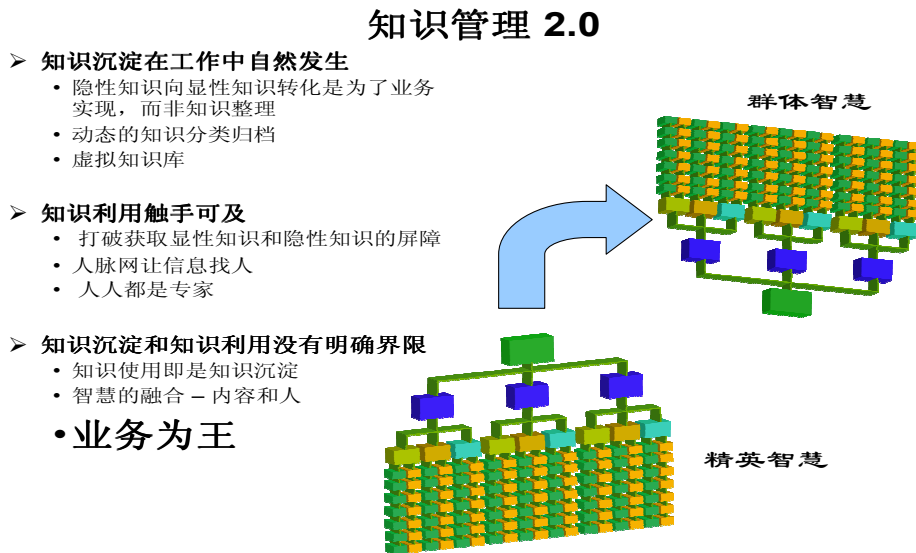 知识管理 2.0
➢ 知识沉淀在工作中自然发生
• 隐性知识向显性知识转化是为了业务
实现，而非知识整理
• 动态的知识分类归档
• 虚拟知识库
➢ 知识利用触手可及
• 打破获取显性知识和隐性知识的屏障
• 人脉网让信息找人
• 人人都是专家
➢ 知识沉淀和知识利用没有明确界限
• 知识使用即是知识沉淀
• 智慧的融合 – 内容和人
•业务为王
群体智慧
精英智慧